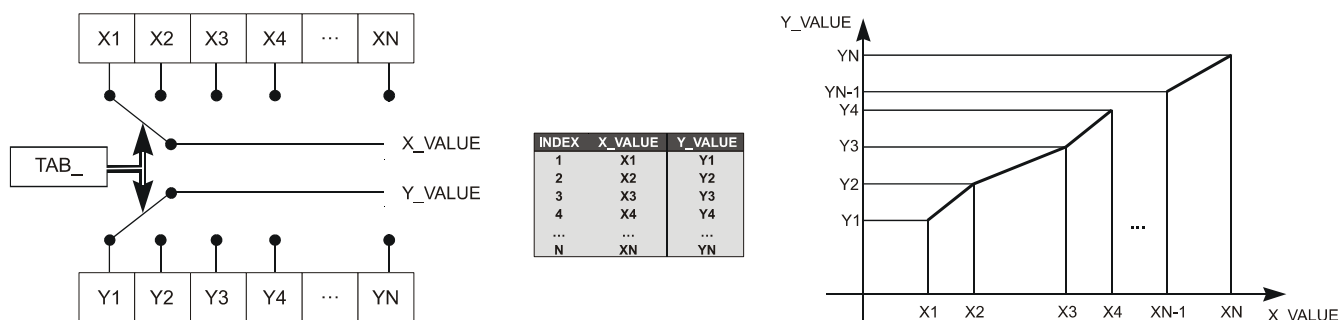 X1 X2 X3 X4 ... XN
X_VALUE
TAB_
Y_VALUE
Y1 Y2 Y3 Y4 ... YN
INDEX X_VALUE Y_VALUE
1 X1 Y1
2 X2 Y2
3 X3 Y3
4 X4 Y4
... ... ...
N XN YN
Y_VALUE
YN
YN-1
Y4
Y3
Y2
Y1
...
X1 X2 X3 X4 XN-1 XN X_VALUE